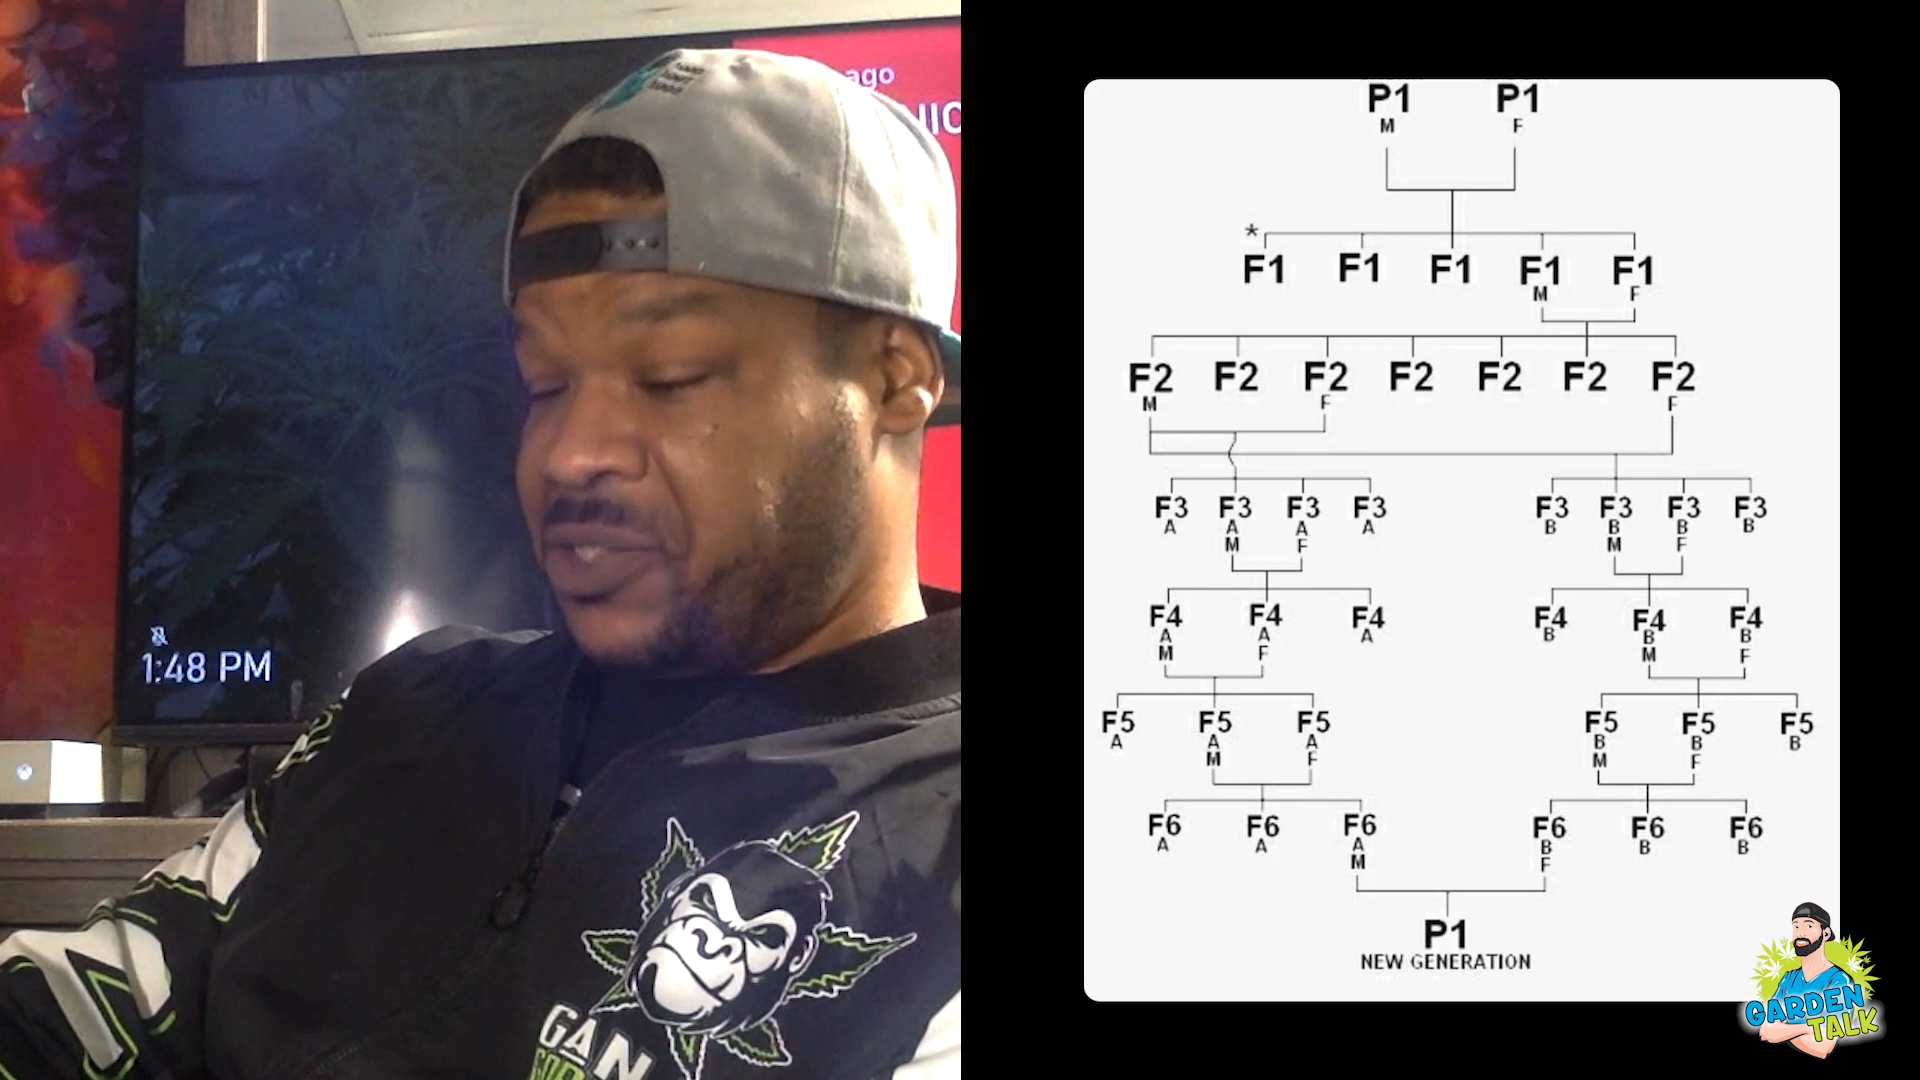 ago
NIC
1:48 PM
GAN
P1 P1
M F
* F1 F1 F1 F1 F1
M F
F2 F2 F2 F2 F2 F2 F2
M F F
F3 F3 F3 F3 F3 F3 F3 F3
A A A A B B B B
M F M F
F4 F4 F4 F4 F4 F4
A A A B B B
M F M F
F5 F5 F5 F5 F5 F5
A A A B B B
M F M F
F6 F6 F6 F6 F6 F6
A A A B B B
M F
P1
NEW GENERATION
GARDEN
TALK